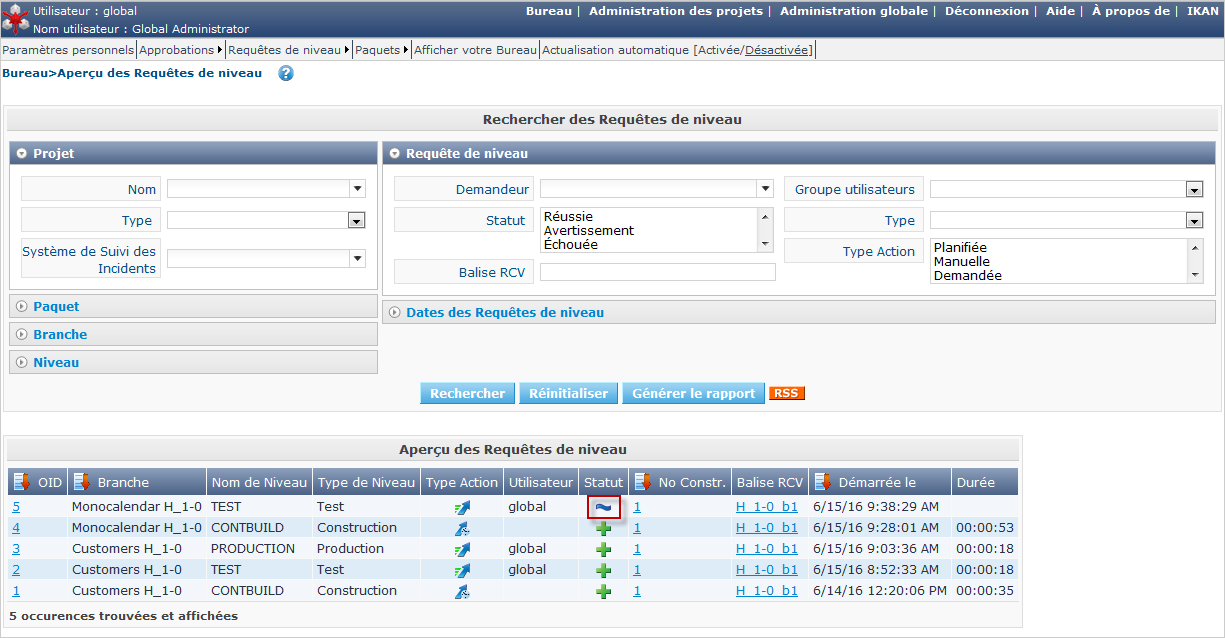 Utilisateur : global
Nom utilisateur : Global Administrator
Bureau | Administration des projets | Administration globale | Déconnexion | Aide | À propos de | IKAN
Paramètres personnels Approbations Requêtes de niveau Paquets Afficher votre Bureau Actualisation automatique [Activée/Désactivée]
Bureau>Aperçu des Requêtes de niveau ?
Rechercher des Requêtes de niveau
Projet
Nom
Type
Système de Suivi des
Incidents
Paquet
Branche
Niveau
Requête de niveau
Demandeur
Statut
Réussie
Avertissement
Échouée
Balise RCV
Groupe utilisateurs
Type
Type Action
Planifiée
Manuelle
Demandée
Dates des Requêtes de niveau
Rechercher Réinitialiser Générer le rapport RSS
Aperçu des Requêtes de niveau
OID Branche Nom de Niveau Type de Niveau Type Action Utilisateur Statut No Constr. Balise RCV Démarrée le Durée
5 Monocalendar H_1-0 TEST Test global 1 H_1-0_b1 6/15/16 9:38:29 AM
4 Monocalendar H_1-0 CONTBUILD Construction 1 H_1-0_b1 6/15/16 9:28:01 AM 00:00:53
3 Customers H_1-0 PRODUCTION Production global 1 H_1-0_b1 6/15/16 9:03:36 AM 00:00:18
2 Customers H_1-0 TEST Test global 1 H_1-0_b1 6/15/16 8:52:33 AM 00:00:18
1 Customers H_1-0 CONTBUILD Construction 1 H_1-0_b1 6/14/16 12:20:06 PM 00:00:35
5 occurences trouvées et affichées